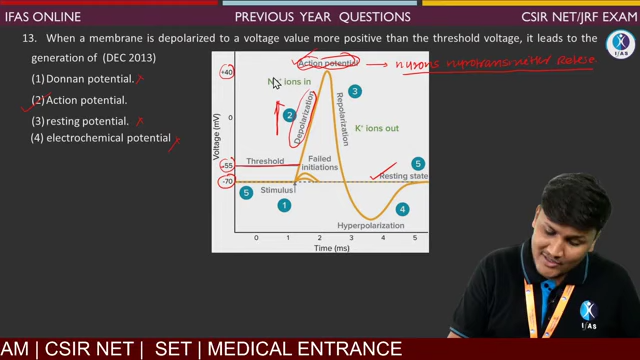 IFAS ONLINE
PREVIOUS YEAR QUESTIONS
CSIR NET/JRF EXAM
13. When a membrane is depolarized to a voltage value more positive than the threshold voltage, it leads to the
generation of (DEC 2013)
(1) Donnan potential.
(2) Action potential.
(3) resting potential.
(4) electrochemical potential
Action potential
nurons nurotransmiter Relese
+40
Na+ ions in
3
Depolarization
Repolarization
2
0
K+ ions out
Voltage (mV)
Threshold
Failed
initiations
5
-55
Resting state
-70
5
Stimulus
1
4
Hyperpolarization
0 1 2 3 4 5
Time (ms)
IFAS
IFAS
AM | CSIR NET | SET | MEDICAL ENTRANCE